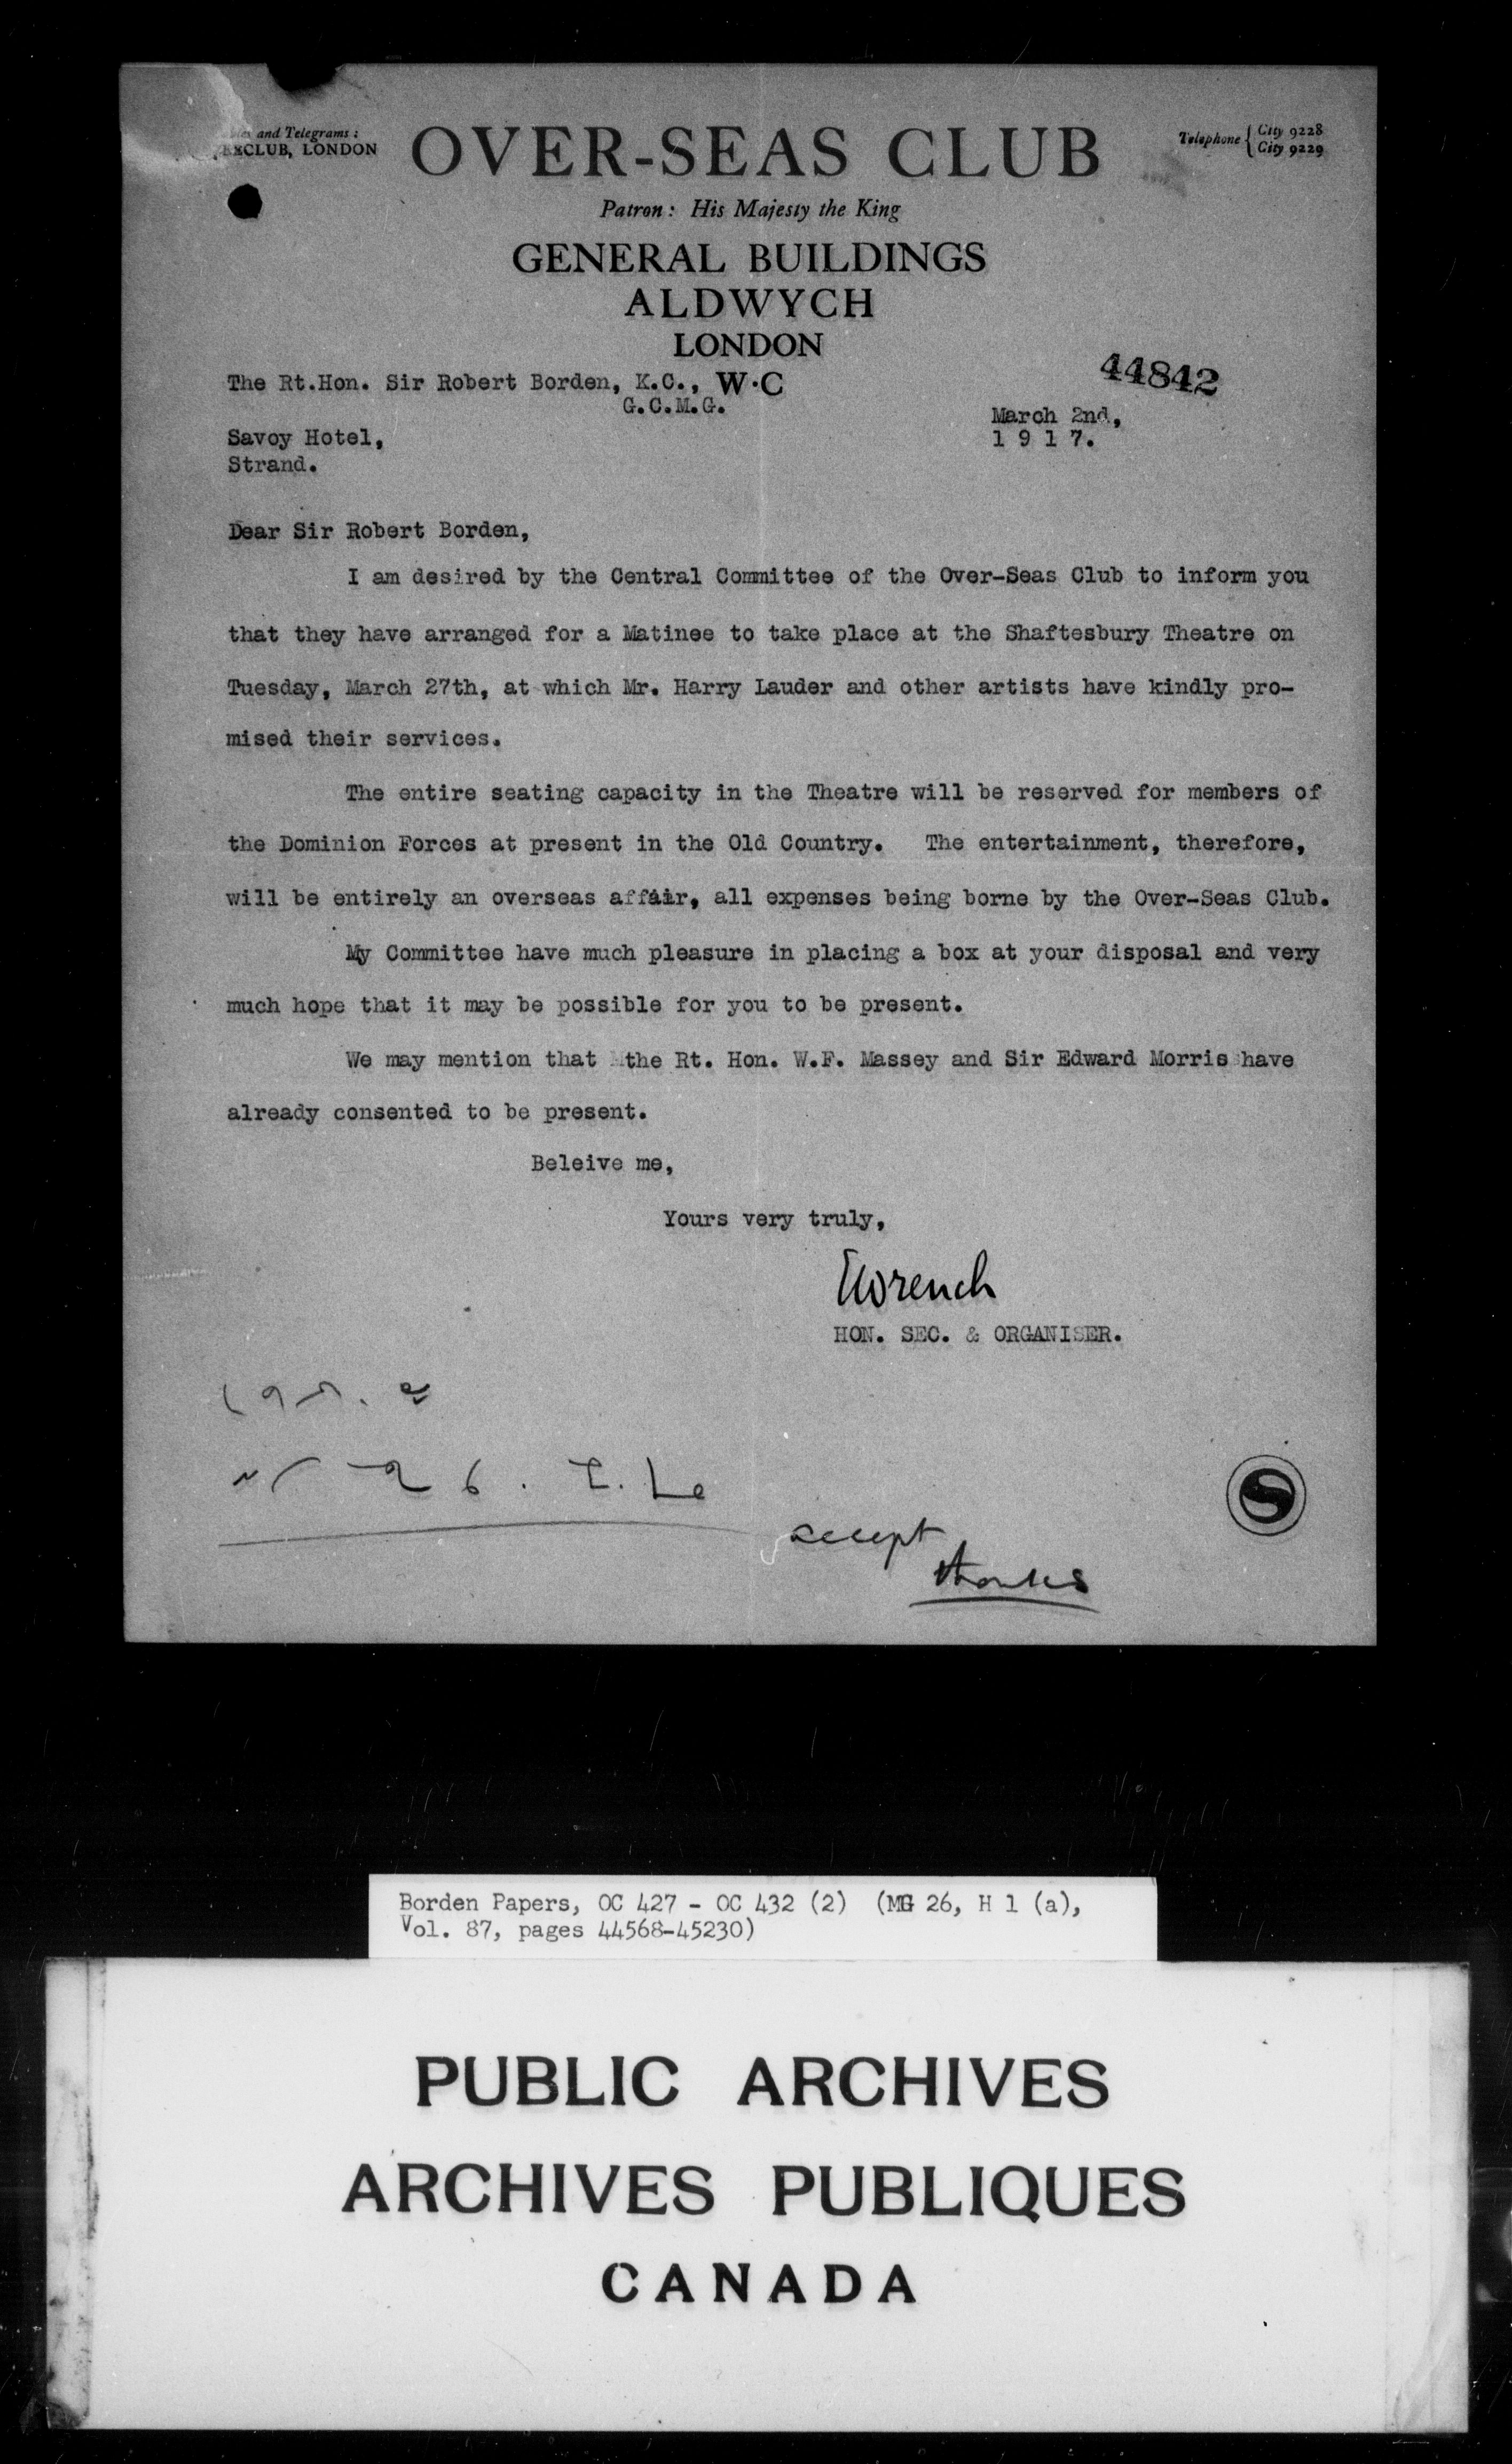 and Telegrams:
CLUB, LONDON
OVER-SEAS CLUB
Telephone { City 9228
City 9229
Patron: His Majesty the King
GENERAL BUILDINGS
ALDWYCH
LONDON
W.C
44842
The Rt.Hon. Sir Robert Borden, K.C.,
G.C.M.G.
March 2nd,
1 9 1 7.
Savoy Hotel,
Strand.
Dear Sir Robert Borden,
I am desired by the Central Committee of the Over-Seas Club to inform you
that they have arranged for a Matinee to take place at the Shaftesbury Theatre on
Tuesday, March 27th, at which Mr. Harry Lauder and other artists have kindly pro-
mised their services.
The entire seating capacity in the Theatre will be reserved for members of
the Dominion Forces at present in the Old Country. The entertainment, therefore,
will be entirely an overseas affair, all expenses being borne by the Over-Seas Club.
My Committee have much pleasure in placing a box at your disposal and very
much hope that it may be possible for you to be present.
We may mention that the Rt. Hon. W.F. Massey and Sir Edward Morris have
already consented to be present.
Beleive me,
Yours very truly,
EWrench
HON. SEC. & ORGANISER.
S
accept
thanks
Borden Papers, OC 427 - OC 432 (2) (MG 26, H 1 (a),
Vol. 87, pages 44568-45230)
PUBLIC ARCHIVES
ARCHIVES PUBLIQUES
CANADA